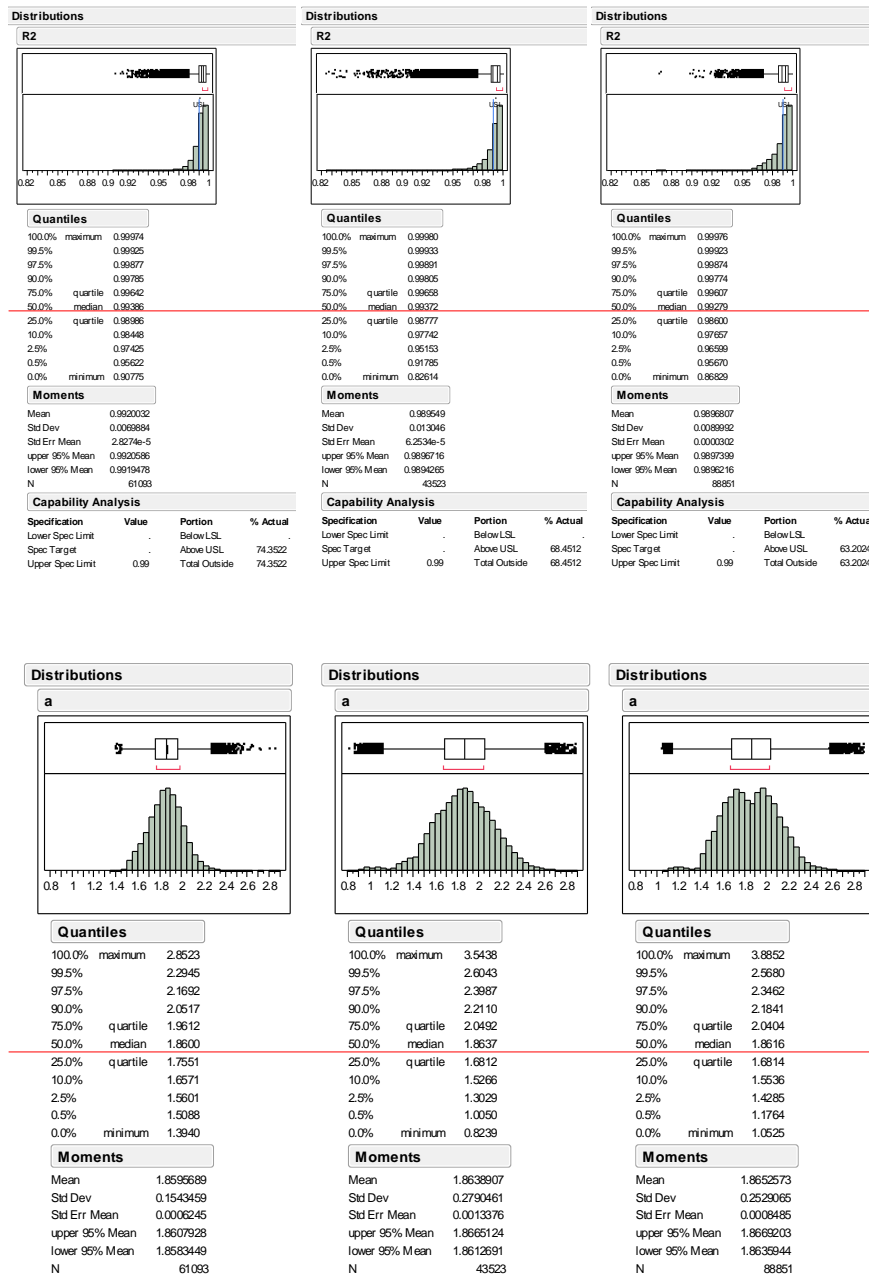 Distributions Distributions Distributions
R2 R2 R2
USL USL USL
0.82 0.85 0.88 0.9 0.92 0.95 0.98 1 0.82 0.85 0.88 0.9 0.92 0.95 0.98 1 0.82 0.85 0.88 0.9 0.92 0.95 0.98 1
Quantiles Quantiles Quantiles
100.0% maximum 0.99974 100.0% maximum 0.99980 100.0% maximum 0.99976
99.5% 0.99925 99.5% 0.99933 99.5% 0.99923
97.5% 0.99877 97.5% 0.99891 97.5% 0.99874
90.0% 0.99785 90.0% 0.99805 90.0% 0.99774
75.0% quartile 0.99642 75.0% quartile 0.99658 75.0% quartile 0.99607
50.0% median 0.99386 50.0% median 0.99372 50.0% median 0.99279
25.0% quartile 0.98986 25.0% quartile 0.98777 25.0% quartile 0.98600
10.0% 0.98448 10.0% 0.97742 10.0% 0.97657
2.5% 0.97425 2.5% 0.95153 2.5% 0.96599
0.5% 0.95622 0.5% 0.91785 0.5% 0.95670
0.0% minimum 0.90775 0.0% minimum 0.82614 0.0% minimum 0.86829
Moments Moments Moments
Mean 0.9920032 Mean 0.989549 Mean 0.9896807
Std Dev 0.0069884 Std Dev 0.013046 Std Dev 0.0089992
Std Err Mean 2.8274e-5 Std Err Mean 6.2534e-5 Std Err Mean 0.0000302
upper 95% Mean 0.9920586 upper 95% Mean 0.9896716 upper 95% Mean 0.9897399
lower 95% Mean 0.9919478 lower 95% Mean 0.9894265 lower 95% Mean 0.9896216
N 61093 N 43523 N 88851
Capability Analysis Capability Analysis Capability Analysis
Specification Value Portion % Actual Specification Value Portion % Actual Specification Value Portion % Actua
Lower Spec Limit . Below LSL . Lower Spec Limit . Below LSL . Lower Spec Limit . Below LSL
Spec Target . Above USL 74.3522 Spec Target . Above USL 68.4512 Spec Target . Above USL 63.2024
Upper Spec Limit 0.99 Total Outside 74.3522 Upper Spec Limit 0.99 Total Outside 68.4512 Upper Spec Limit 0.99 Total Outside 63.2024
Distributions Distributions Distributions
a a a
0.8 1 1.2 1.4 1.6 1.8 2 2.2 2.4 2.6 2.8 0.8 1 1.2 1.4 1.6 1.8 2 2.2 2.4 2.6 2.8 0.8 1 1.2 1.4 1.6 1.8 2 2.2 2.4 2.6 2.8
Quantiles Quantiles Quantiles
100.0% maximum 2.8523 100.0% maximum 3.5438 100.0% maximum 3.8852
99.5% 2.2945 99.5% 2.6043 99.5% 2.5680
97.5% 2.1692 97.5% 2.3987 97.5% 2.3462
90.0% 2.0517 90.0% 2.2110 90.0% 2.1841
75.0% quartile 1.9612 75.0% quartile 2.0492 75.0% quartile 2.0404
50.0% median 1.8600 50.0% median 1.8637 50.0% median 1.8616
25.0% quartile 1.7551 25.0% quartile 1.6812 25.0% quartile 1.6814
10.0% 1.6571 10.0% 1.5266 10.0% 1.5536
2.5% 1.5601 2.5% 1.3029 2.5% 1.4285
0.5% 1.5088 0.5% 1.0050 0.5% 1.1764
0.0% minimum 1.3940 0.0% minimum 0.8239 0.0% minimum 1.0525
Moments Moments Moments
Mean 1.8595689 Mean 1.8638907 Mean 1.8652573
Std Dev 0.1543459 Std Dev 0.2790461 Std Dev 0.2529065
Std Err Mean 0.0006245 Std Err Mean 0.0013376 Std Err Mean 0.0008485
upper 95% Mean 1.8607928 upper 95% Mean 1.8665124 upper 95% Mean 1.8669203
lower 95% Mean 1.8583449 lower 95% Mean 1.8612691 lower 95% Mean 1.8635944
N 61093 N 43523 N 88851